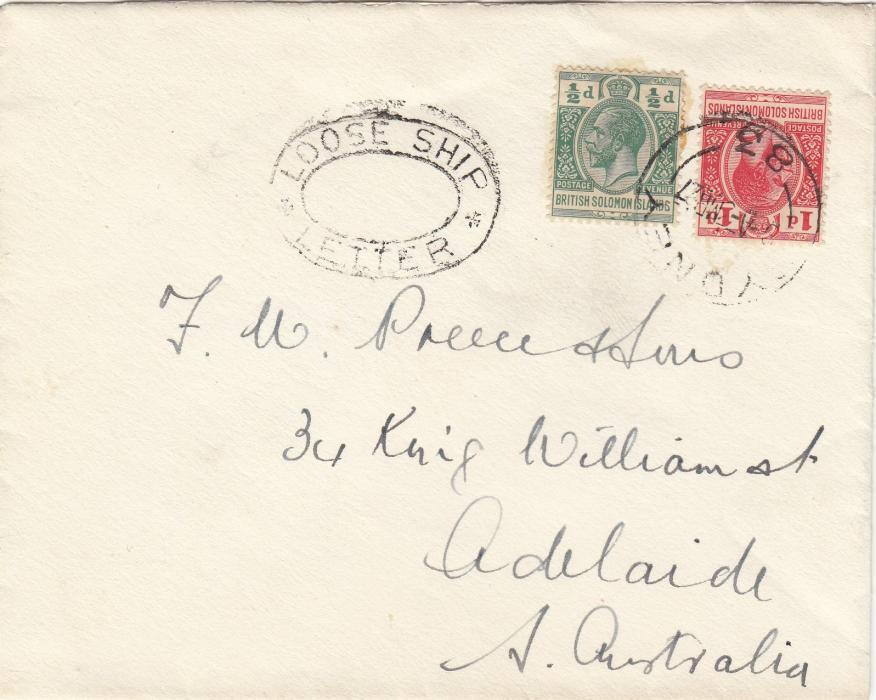 LOOSE SHIP
LETTER
½d ½d
POSTAGE REVENUE
BRITISH SOLOMON ISLANDS
1d 1d
POSTAGE REVENUE
BRITISH SOLOMON ISLANDS
F. W. Preece & Sons
34 King William st
Adelaide
S. Australia